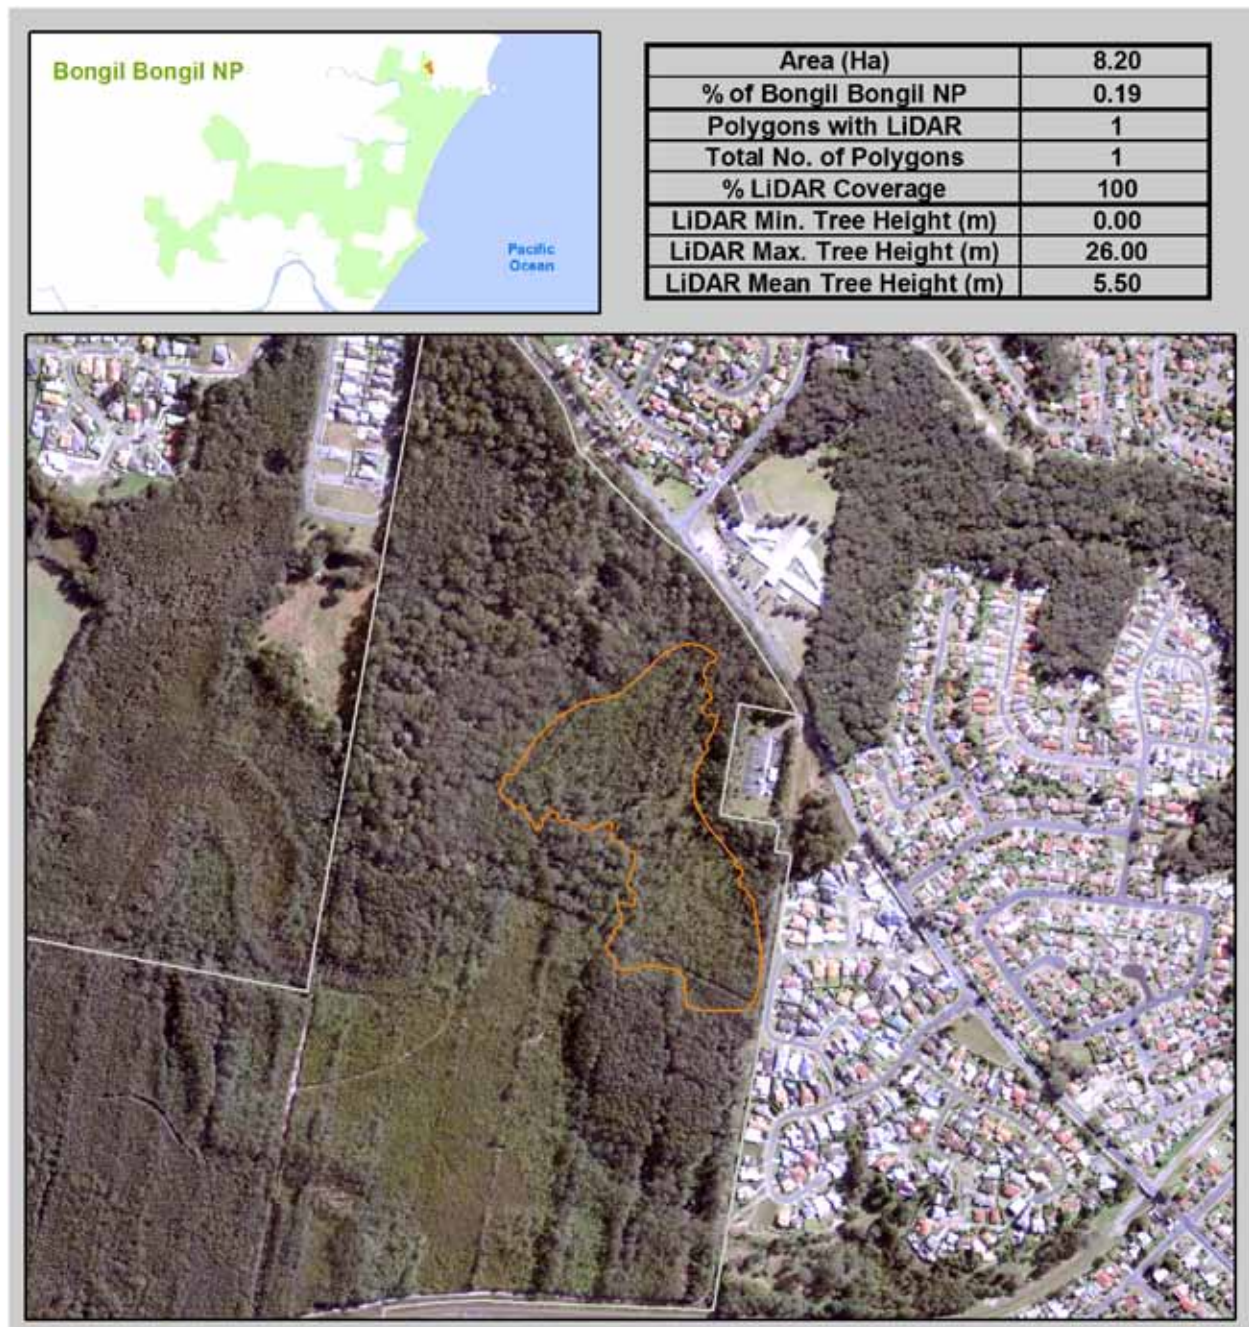 Bongil Bongil NP
Pacific
Ocean
Area (Ha) 8.20
% of Bongil Bongil NP 0.19
Polygons with LiDAR 1
Total No. of Polygons 1
% LiDAR Coverage 100
LiDAR Min. Tree Height (m) 0.00
LiDAR Max. Tree Height (m) 26.00
LiDAR Mean Tree Height (m) 5.50